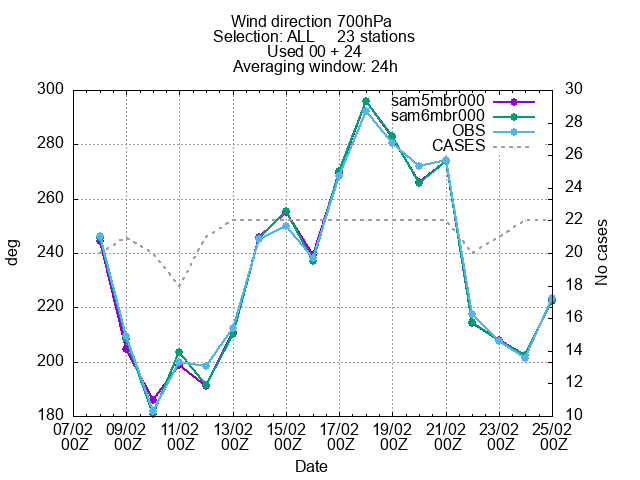 Wind direction 700hPa
Selection: ALL 23 stations
Used 00 + 24
Averaging window: 24h
sam5mbr000
sam6mbr000
OBS
CASES
deg
300
280
260
240
220
200
180
No cases
30
28
26
24
22
20
18
16
14
12
10
07/02 09/02 11/02 13/02 15/02 17/02 19/02 21/02 23/02 25/02
00Z 00Z 00Z 00Z 00Z 00Z 00Z 00Z 00Z 00Z
Date